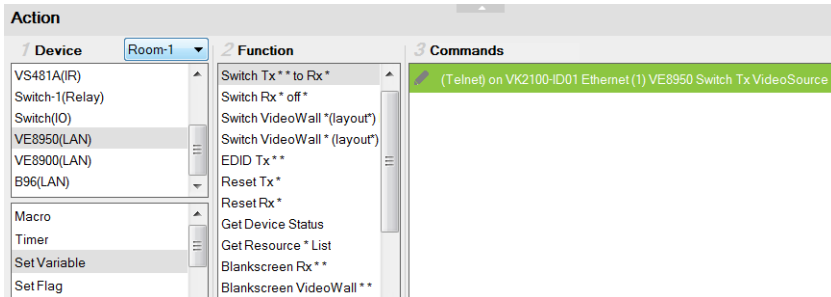 Action
1 Device
Room-1
2 Function
3 Commands
VS481A(IR)
Switch-1(Relay)
Switch(IO)
VE8950(LAN)
VE8900(LAN)
B96(LAN)
Macro
Timer
Set Variable
Set Flag
Switch Tx * * to Rx *
Switch Rx * off *
Switch VideoWall *(layout*)
Switch VideoWall * (layout*)
EDID Tx * *
Reset Tx *
Reset Rx *
Get Device Status
Get Resource * List
Blankscreen Rx * *
Blankscreen VideoWall * *
(Telnet) on VK2100-ID01 Ethernet (1) VE8950 Switch Tx VideoSource